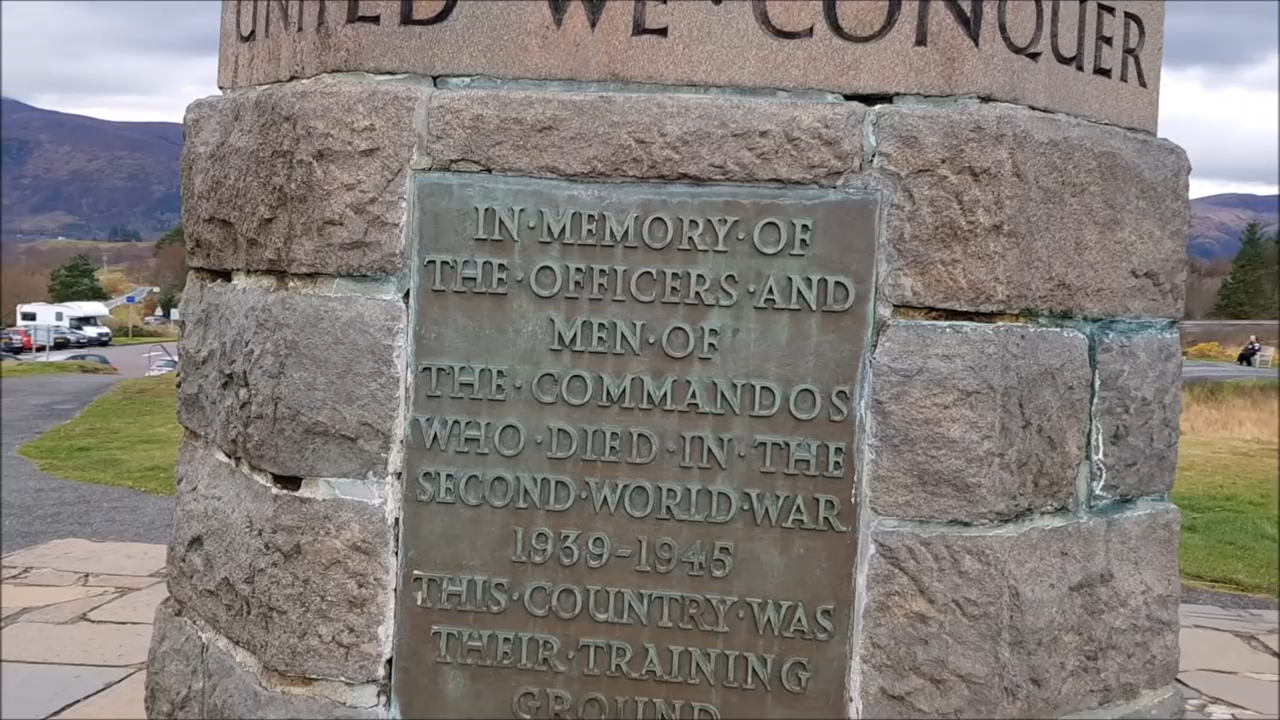 UNITED WE · CONQUER
IN · MEMORY · OF
THE · OFFICERS · AND
MEN · OF
THE · COMMANDOS
WHO · DIED · IN · THE
SECOND · WORLD · WAR
1939-1945
THIS · COUNTRY · WAS
THEIR · TRAINING
GROUND